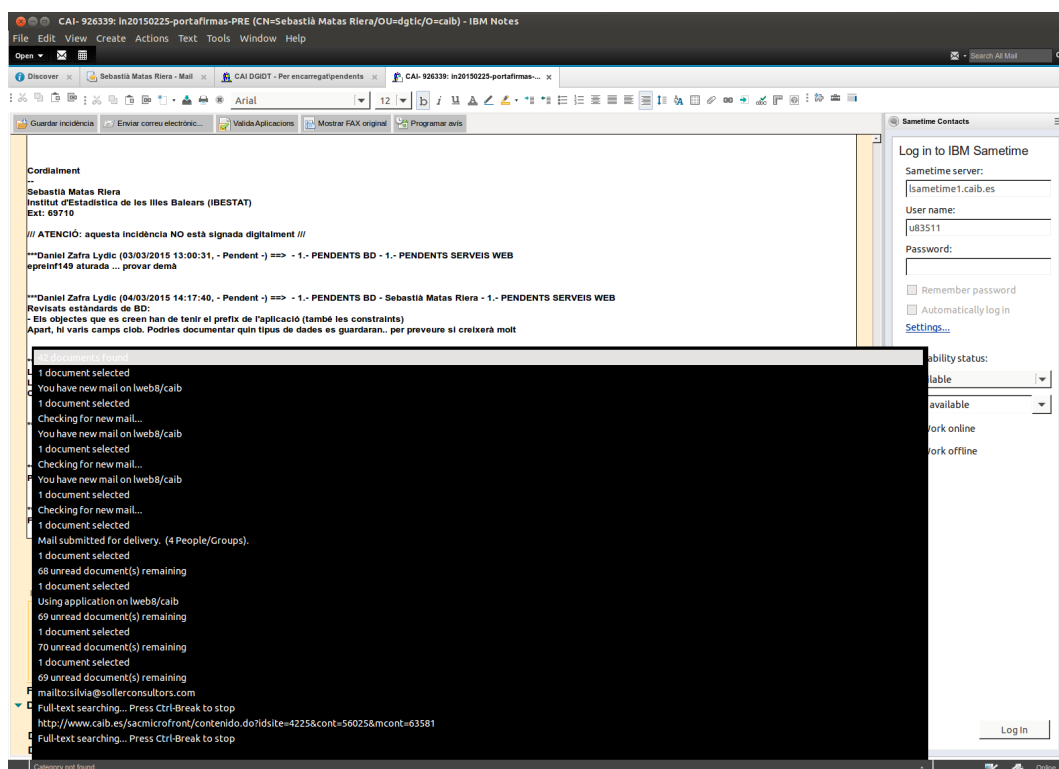 CAI- 926339: in20150225-portafirmas-PRE (CN=Sebastià Matas Riera/OU=dgtic/O=caib) - IBM Notes
File Edit View Create Actions Text Tools Window Help
Open
Search All Mail
Discover
Sebastià Matas Riera - Mail
CAI DGIDT - Per encarregat\pendents
CAI- 926339: in20150225-portafirmas-...
Arial
12
b i U A
Guardar incidència
Enviar correu electrònic...
Valida Aplicacions
Mostrar FAX original
Programar avís
Sametime Contacts
Cordialment
--
Sebastià Matas Riera
Institut d'Estadística de les Illes Balears (IBESTAT)
Ext: 69710
/// ATENCIÓ: aquesta incidència NO està signada digitalment ///
***Daniel Zafra Lydic (03/03/2015 13:00:31, - Pendent -) ==> - 1.- PENDENTS BD - 1.- PENDENTS SERVEIS WEB
epreinf149 aturada ... provar demà
***Daniel Zafra Lydic (04/03/2015 14:17:40, - Pendent -) ==> - 1.- PENDENTS BD - Sebastià Matas Riera - 1.- PENDENTS SERVEIS WEB
Revisats estàndards de BD:
- Els objectes que es creen han de tenir el prefix de l'aplicació (també les constraints)
Apart, hi varis camps clob. Podries documentar quin tipus de dades es guardaran.. per preveure si creixerà molt
42 documents found
1 document selected
You have new mail on lweb8/caib
1 document selected
Checking for new mail...
You have new mail on lweb8/caib
1 document selected
Checking for new mail...
You have new mail on lweb8/caib
1 document selected
Checking for new mail...
1 document selected
Mail submitted for delivery. (4 People/Groups).
1 document selected
68 unread document(s) remaining
1 document selected
Using application on lweb8/caib
69 unread document(s) remaining
1 document selected
70 unread document(s) remaining
1 document selected
69 unread document(s) remaining
mailto:silvia@sollerconsultors.com
Full-text searching... Press Ctrl-Break to stop
http://www.caib.es/sacmicrofront/contenido.do?idsite=4225&cont=56025&mcont=63581
Full-text searching... Press Ctrl-Break to stop
Category not found
Log in to IBM Sametime
Sametime server:
lsametime1.caib.es
User name:
u83511
Password:
Remember password
Automatically log in
Settings...
ability status:
ilable
available
ork online
ork offline
Log In
Online